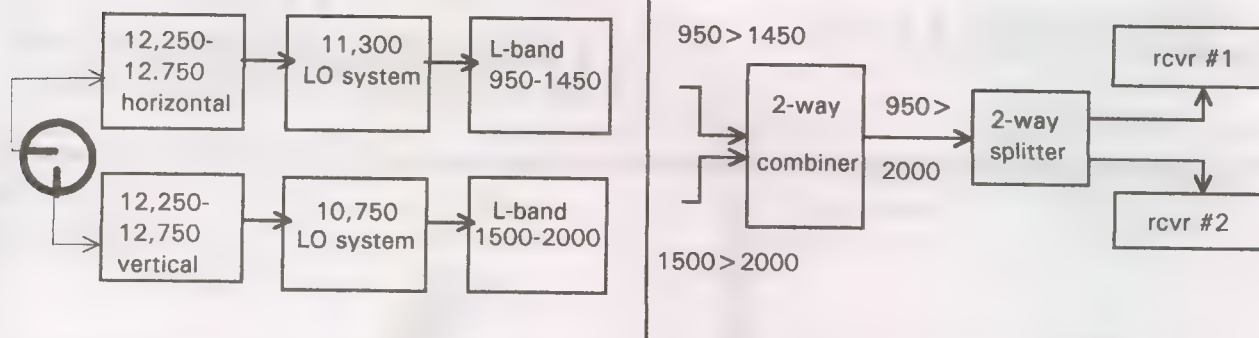 12,250-
12.750
horizontal
11,300
LO system
L-band
950-1450
12,250-
12,750
vertical
10,750
LO system
L-band
1500-2000
950>1450
2-way
combiner
1500>2000
950>
2000
2-way
splitter
rcvr #1
rcvr #2